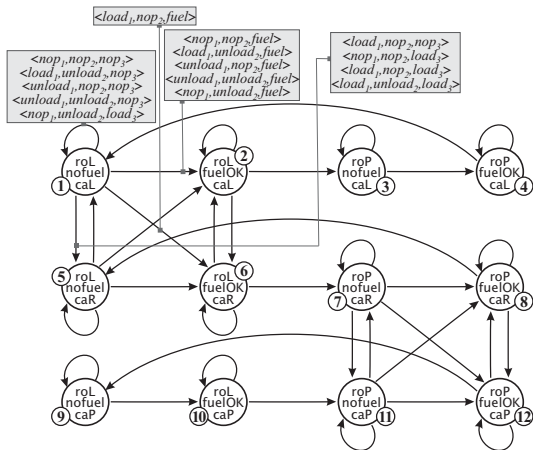 <load1,nop2,fuel>
<nop1,nop2,nop3>
<load1,unload2,nop3>
<unload1,nop2,nop3>
<unload1,unload2,nop3>
<nop1,unload2,load3>
<nop1,nop2,fuel>
<load1,unload2,fuel>
<unload1,nop2,fuel>
<unload1,unload2,fuel>
<nop1,unload2,fuel>
<load1,nop2,nop3>
<nop1,nop2,load3>
<load1,nop2,load3>
<load1,unload2,load3>
roL
nofuel
caL
1
roL
fuelOK
caL
2
roP
nofuel
caL
3
roP
fuelOK
caL
4
roL
nofuel
caR
5
roL
fuelOK
caR
6
roP
nofuel
caR
7
roP
fuelOK
caR
8
roL
nofuel
caP
9
roL
fuelOK
caP
10
roP
nofuel
caP
11
roP
fuelOK
caP
12